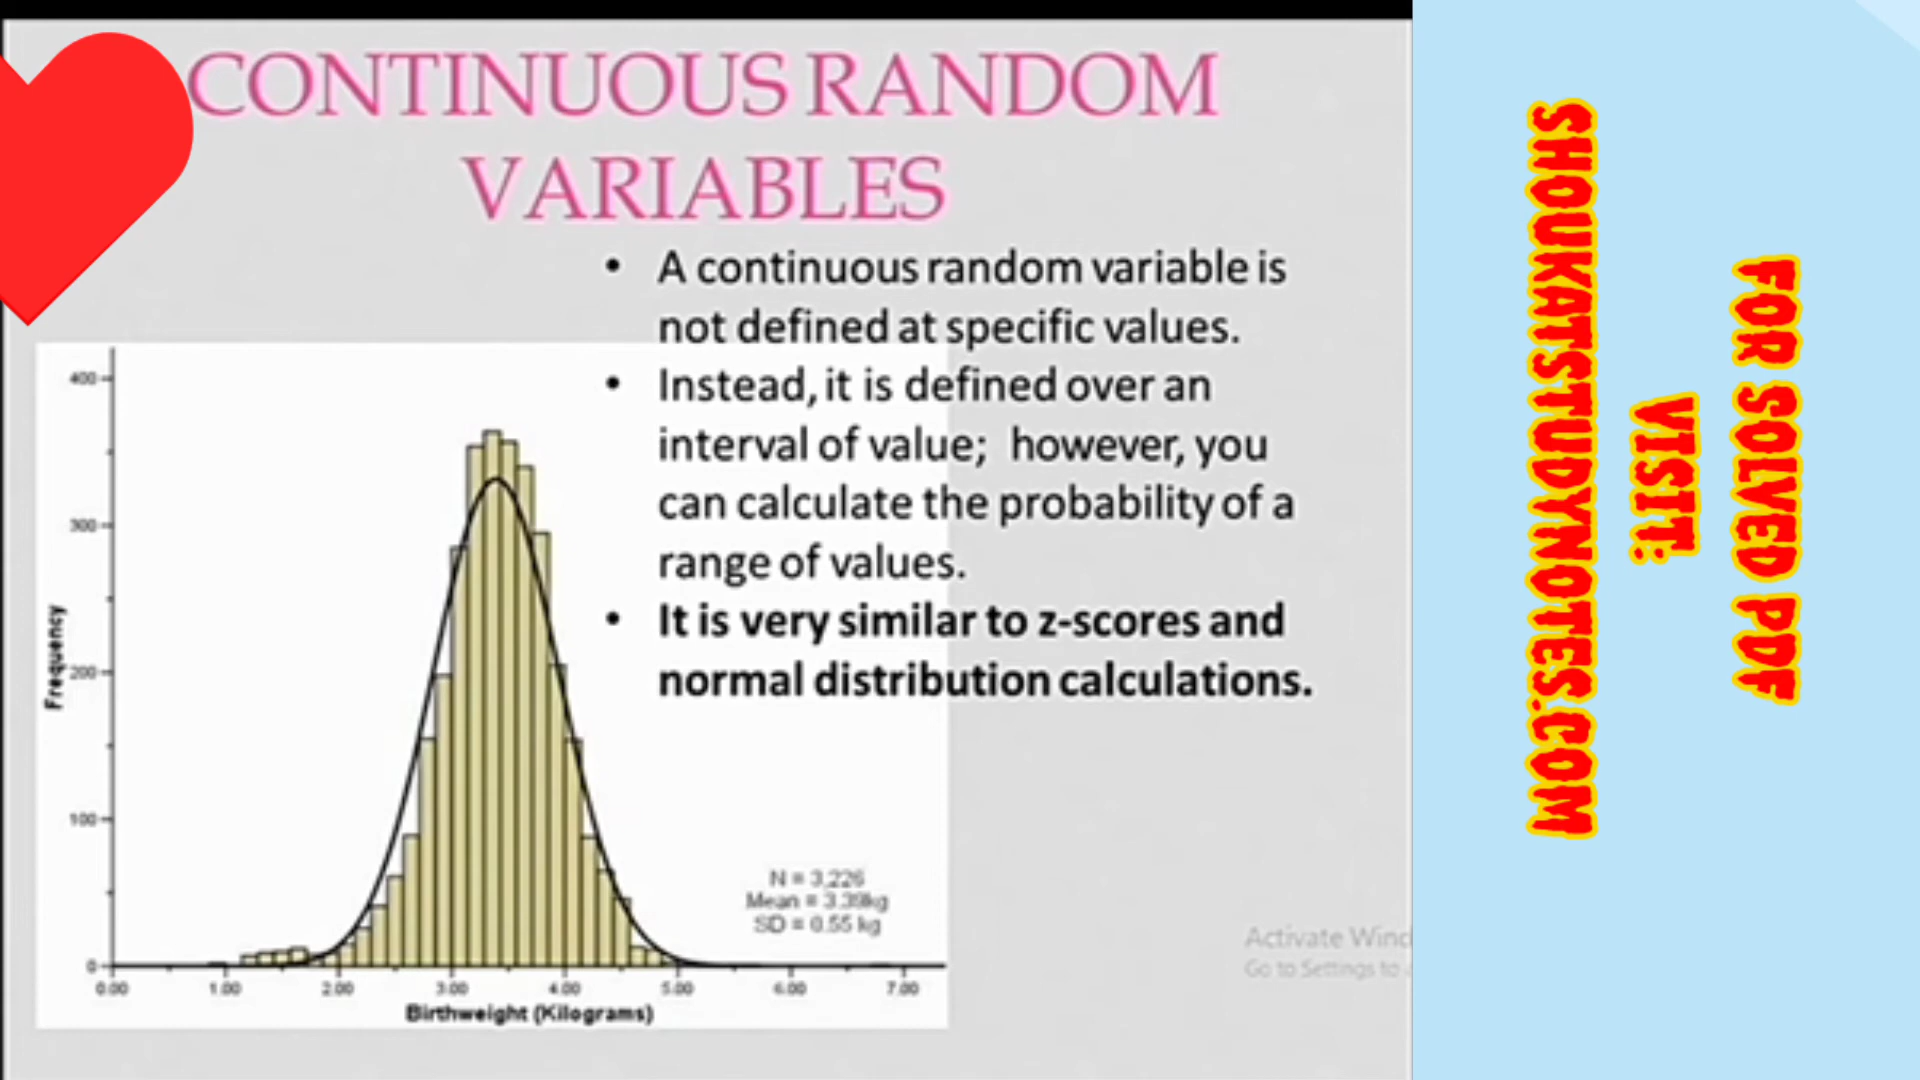 CONTINUOUS RANDOM
VARIABLES
• A continuous random variable is
not defined at specific values.
• Instead, it is defined over an
interval of value; however, you
can calculate the probability of a
range of values.
• It is very similar to z-scores and
normal distribution calculations.
400
300
200
100
0
Frequency
N = 3,226
Mean = 3.39kg
SD = 0.55 kg
0.00 1.00 2.00 3.00 4.00 5.00 6.00 7.00
Birthweight (Kilograms)
Activate Wind
Go to Settings to
FOR SOLVED PDF
VISIT:
SHOUKATSTUDYNOTES.COM